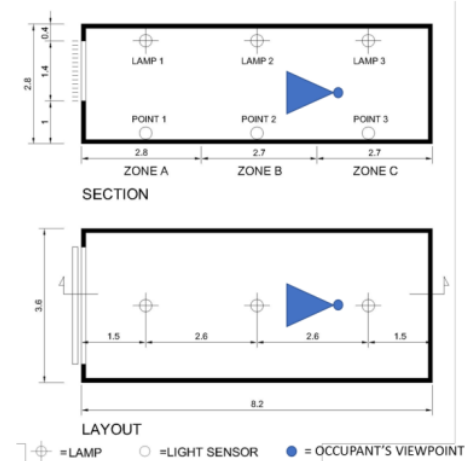 0.4
1.4
2.8
1
LAMP 1 LAMP 2 LAMP 3
POINT 1 POINT 2 POINT 3
2.8 2.7 2.7
ZONE A ZONE B ZONE C
SECTION
3.6
1.5 2.6 2.6 1.5
8.2
LAYOUT
=LAMP =LIGHT SENSOR = OCCUPANT'S VIEWPOINT